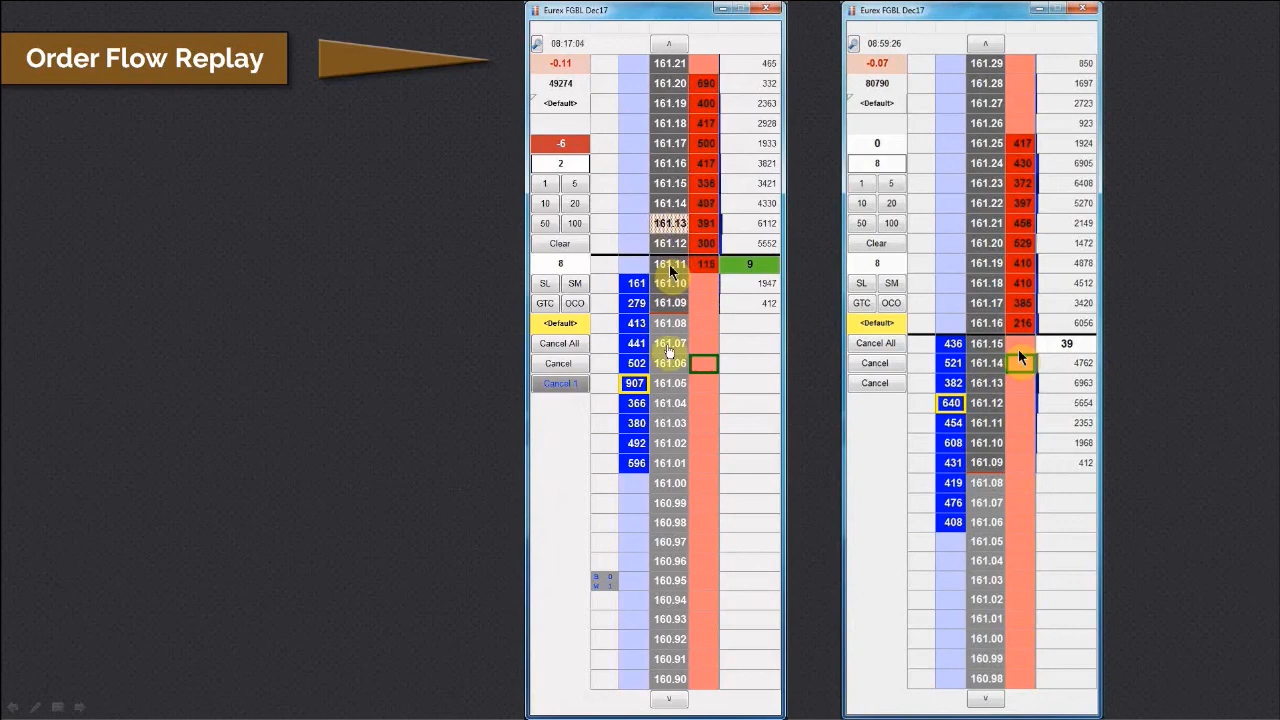 Order Flow Replay
Eurex FGBL Dec17
08:17:04
^
-0.11 161.21 465
49274 161.20 690 332
<Default> 161.19 400 2363
161.18 417 2928
-6 161.17 500 1933
2 161.16 417 3821
1 5 161.15 336 3421
10 20 161.14 407 4330
50 100 161.13 391 6112
Clear 161.12 300 5552
8 161.11 115 9
SL SM 161 161.10 1947
GTC OCO 279 161.09 412
<Default> 413 161.08
Cancel All 441 161.07
Cancel 502 161.06
Cancel 1 907 161.05
366 161.04
380 161.03
492 161.02
596 161.01
161.00
160.99
160.98
160.97
160.96
160.95
160.94
160.93
160.92
160.91
160.90
v
Eurex FGBL Dec17
08:59:26
^
-0.07 161.29 850
80790 161.28 1697
<Default> 161.27 2723
161.26 923
0 161.25 417 1924
8 161.24 430 6905
1 5 161.23 372 6408
10 20 161.22 397 5270
50 100 161.21 458 2149
Clear 161.20 529 1472
8 161.19 410 4878
SL SM 161.18 410 4512
GTC OCO 161.17 385 3420
<Default> 161.16 216 6056
Cancel All 436 161.15 39
Cancel 521 161.14 4762
Cancel 382 161.13 6963
640 161.12 5654
454 161.11 2353
608 161.10 1968
431 161.09 412
419 161.08
476 161.07
408 161.06
161.05
161.04
161.03
161.02
161.01
161.00
160.99
160.98
v